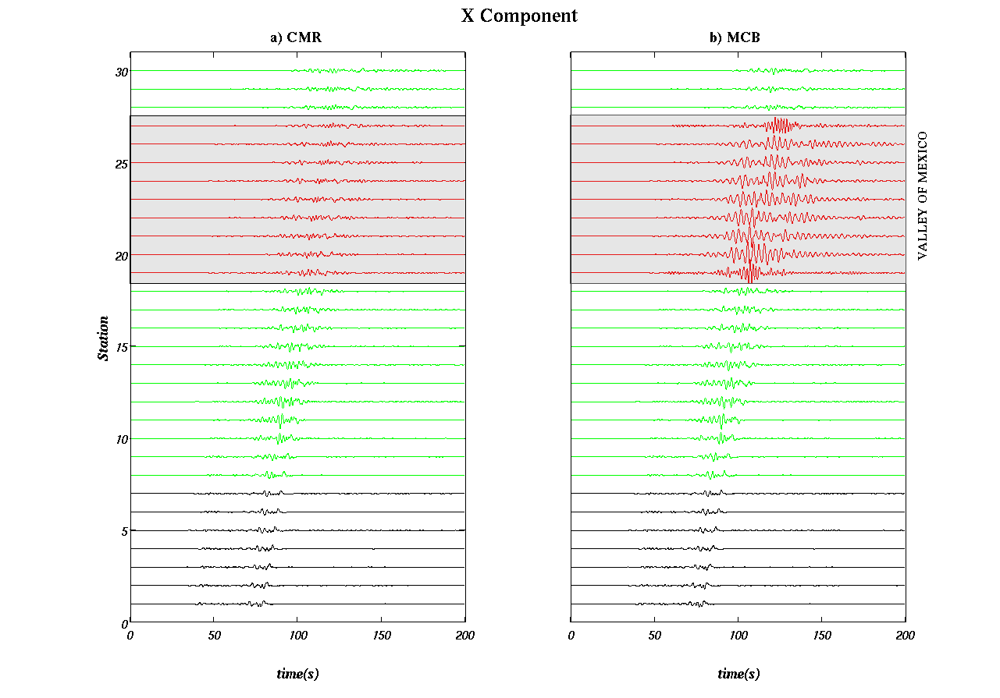 X Component
a) CMR
b) MCB
30
25
20
15
10
5
0
Station
0 50 100 150 200
time(s)
0 50 100 150 200
time(s)
VALLEY OF MEXICO